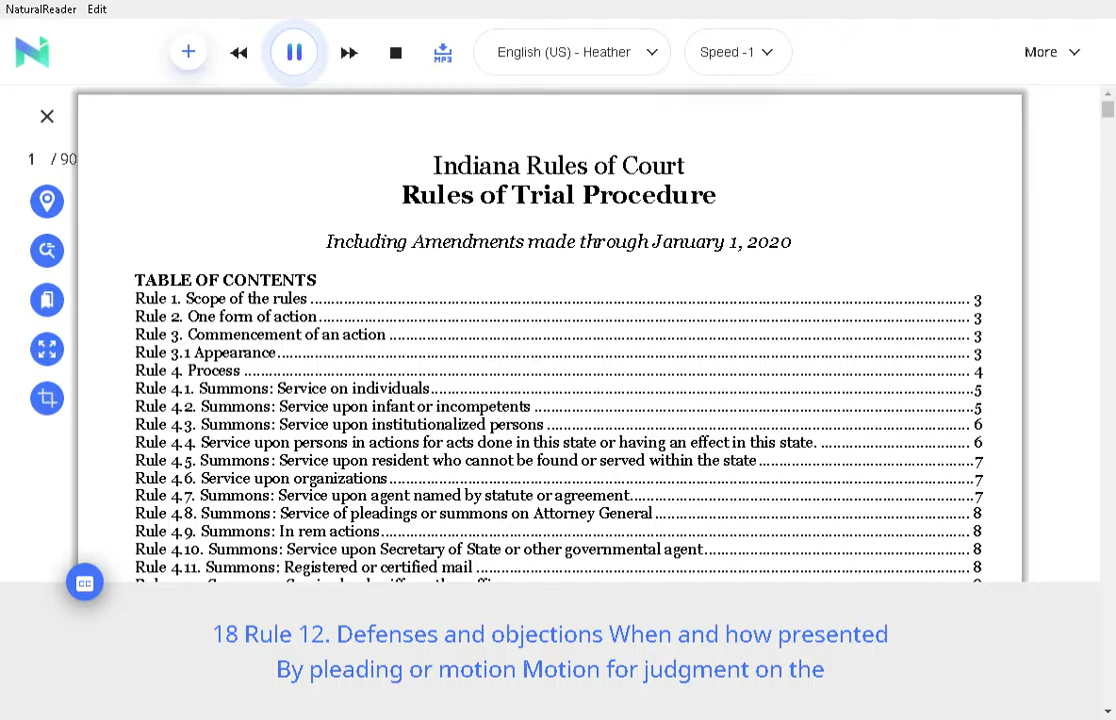 NaturalReader Edit
MP3
English (US) - Heather
Speed -1
More
1 / 90
Indiana Rules of Court
Rules of Trial Procedure
Including Amendments made through January 1, 2020
TABLE OF CONTENTS
Rule 1. Scope of the rules ........ 3
Rule 2. One form of action ........ 3
Rule 3. Commencement of an action ........ 3
Rule 3.1 Appearance ........ 3
Rule 4. Process ........ 4
Rule 4.1. Summons: Service on individuals ........ 5
Rule 4.2. Summons: Service upon infant or incompetents ........ 5
Rule 4.3. Summons: Service upon institutionalized persons ........ 6
Rule 4.4. Service upon persons in actions for acts done in this state or having an effect in this state. ........ 6
Rule 4.5. Summons: Service upon resident who cannot be found or served within the state ........ 7
Rule 4.6. Service upon organizations ........ 7
Rule 4.7. Summons: Service upon agent named by statute or agreement ........ 7
Rule 4.8. Summons: Service of pleadings or summons on Attorney General ........ 8
Rule 4.9. Summons: In rem actions ........ 8
Rule 4.10. Summons: Service upon Secretary of State or other governmental agent ........ 8
Rule 4.11. Summons: Registered or certified mail ........ 8
CC
18 Rule 12. Defenses and objections When and how presented
By pleading or motion Motion for judgment on the